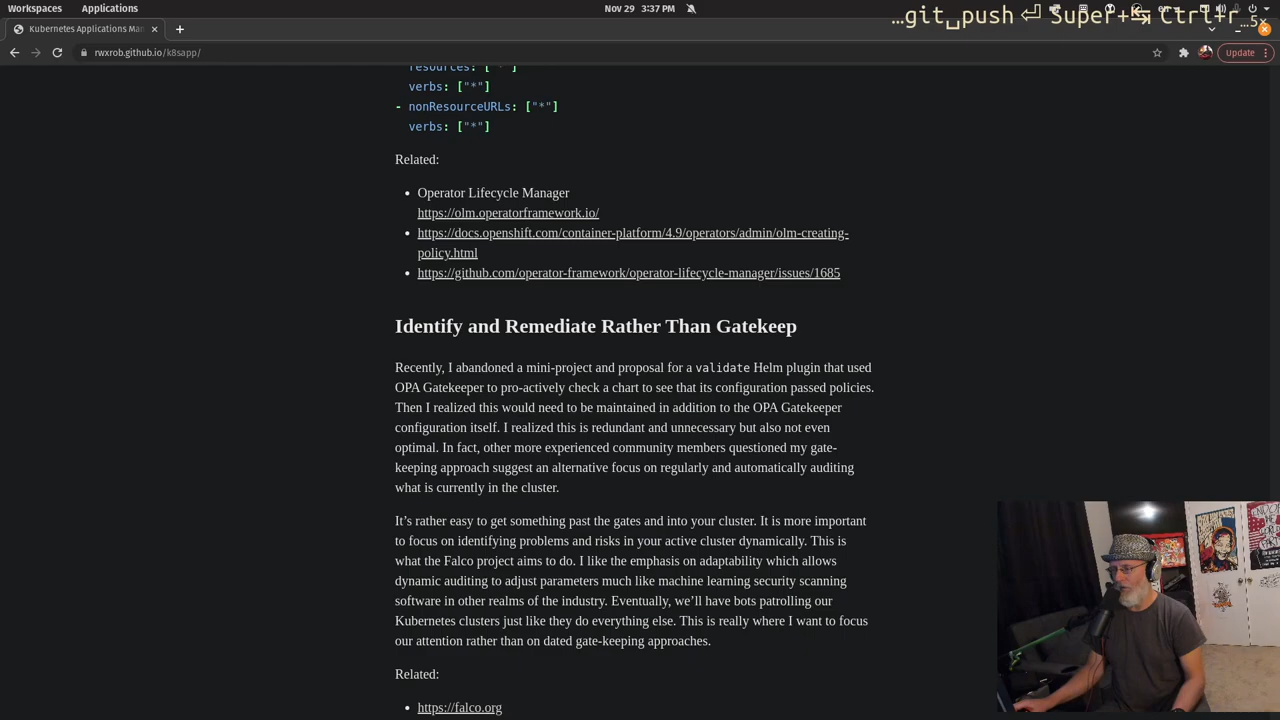 Workspaces Applications Nov 29 3:37 PM
…git␣push ⏎ Super+↹ Ctrl+r…5×
Kubernetes Applications Man
rwxrob.github.io/k8sapp/ Update
resources: ["*"]
verbs: ["*"]
- nonResourceURLs: ["*"]
verbs: ["*"]
Related:
• Operator Lifecycle Manager
https://olm.operatorframework.io/
• https://docs.openshift.com/container-platform/4.9/operators/admin/olm-creating-
policy.html
• https://github.com/operator-framework/operator-lifecycle-manager/issues/1685
Identify and Remediate Rather Than Gatekeep
Recently, I abandoned a mini-project and proposal for a validate Helm plugin that used
OPA Gatekeeper to pro-actively check a chart to see that its configuration passed policies.
Then I realized this would need to be maintained in addition to the OPA Gatekeeper
configuration itself. I realized this is redundant and unnecessary but also not even
optimal. In fact, other more experienced community members questioned my gate-
keeping approach suggest an alternative focus on regularly and automatically auditing
what is currently in the cluster.
It’s rather easy to get something past the gates and into your cluster. It is more important
to focus on identifying problems and risks in your active cluster dynamically. This is
what the Falco project aims to do. I like the emphasis on adaptability which allows
dynamic auditing to adjust parameters much like machine learning security scanning
software in other realms of the industry. Eventually, we’ll have bots patrolling our
Kubernetes clusters just like they do everything else. This is really where I want to focus
our attention rather than on dated gate-keeping approaches.
Related:
• https://falco.org